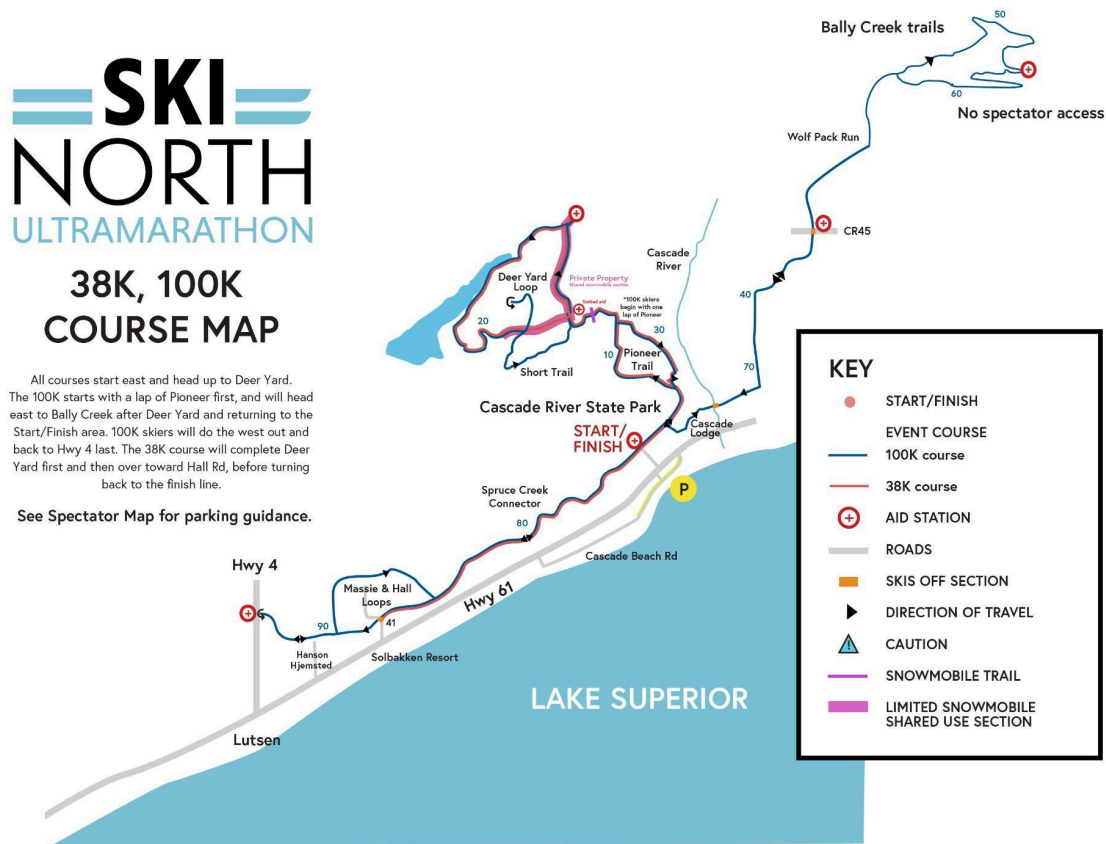 SKI
NORTH
ULTRAMARATHON
38K, 100K
COURSE MAP
All courses start east and head up to Deer Yard.
The 100K starts with a lap of Pioneer first, and will head
east to Bally Creek after Deer Yard and returning to the
Start/Finish area. 100K skiers will do the west out and
back to Hwy 4 last. The 38K course will complete Deer
Yard first and then over toward Hall Rd, before turning
back to the finish line.
See Spectator Map for parking guidance.
Bally Creek trails
50
60
No spectator access
Wolf Pack Run
CR45
Cascade
River
40
70
Deer Yard
Loop
Private Property
Shared snowmobile section
limited aid
*100K skiers
begin with one
lap of Pioneer
20
30
10
Pioneer
Trail
Short Trail
Cascade River State Park
START/
FINISH
Cascade
Lodge
P
Spruce Creek
Connector
80
Cascade Beach Rd
Hwy 61
Hwy 4
Massie & Hall
Loops
41
90
Hanson
Hjemsted
Solbakken Resort
Lutsen
LAKE SUPERIOR
KEY
START/FINISH
EVENT COURSE
100K course
38K course
AID STATION
ROADS
SKIS OFF SECTION
DIRECTION OF TRAVEL
CAUTION
SNOWMOBILE TRAIL
LIMITED SNOWMOBILE
SHARED USE SECTION